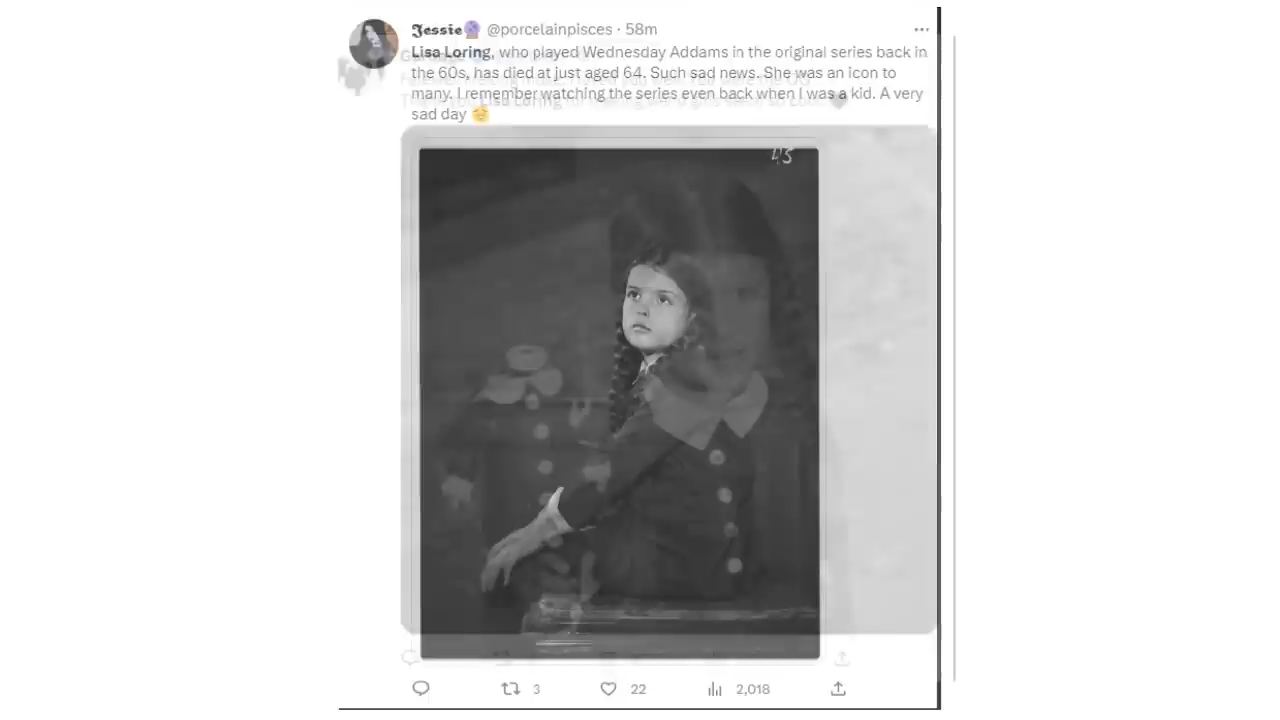 Jessie🔮 @porcelainpisces · 58m
Lisa Loring, who played Wednesday Addams in the original series back in
the 60s, has died at just aged 64. Such sad news. She was an icon to
many. I remember watching the series even back when I was a kid. A very
sad day 😔
45
3 22 2,018